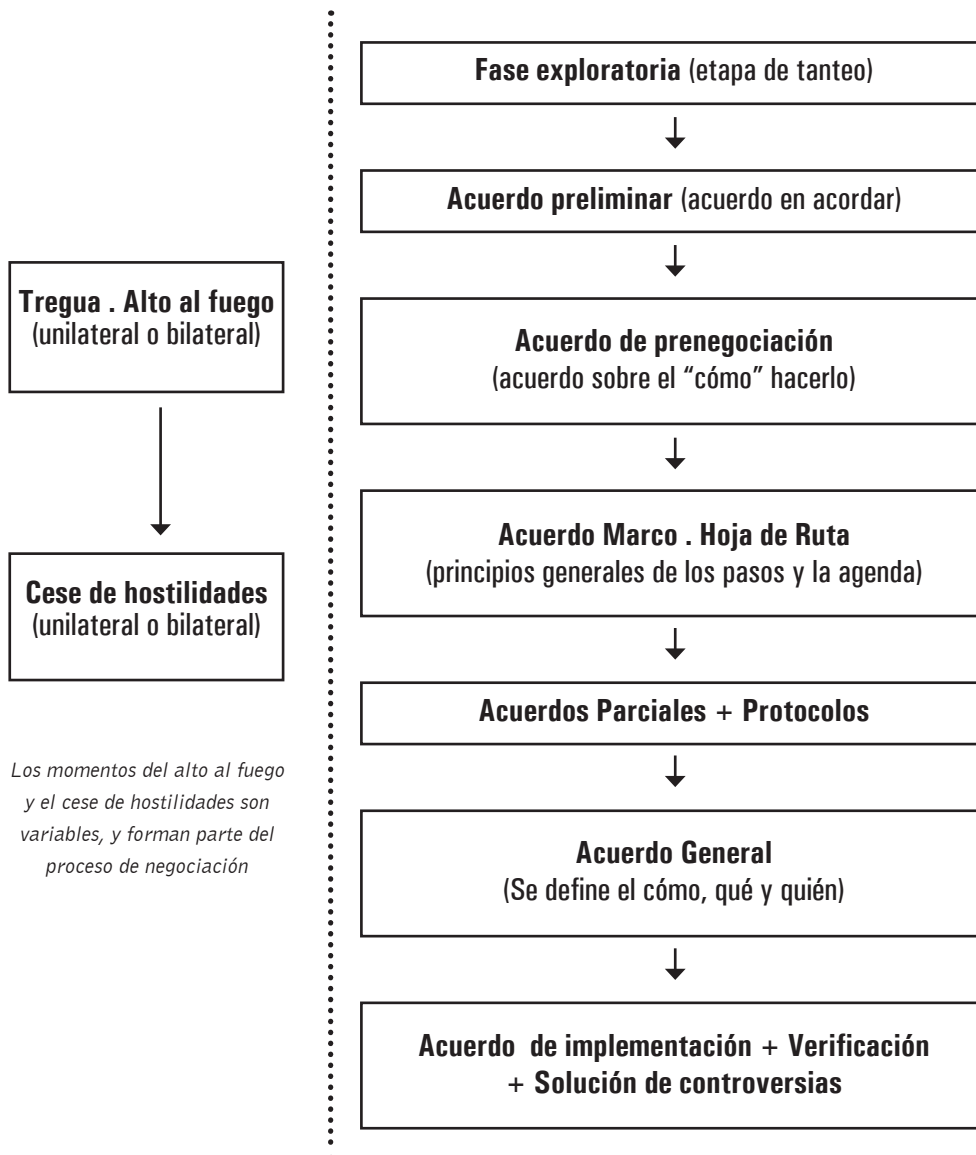 Fase exploratoria (etapa de tanteo)
Acuerdo preliminar (acuerdo en acordar)
Tregua . Alto al fuego
(unilateral o bilateral)
Acuerdo de prenegociación
(acuerdo sobre el “cómo” hacerlo)
Acuerdo Marco . Hoja de Ruta
(principios generales de los pasos y la agenda)
Cese de hostilidades
(unilateral o bilateral)
Acuerdos Parciales + Protocolos
Los momentos del alto al fuego
y el cese de hostilidades son
variables, y forman parte del
proceso de negociación
Acuerdo General
(Se define el cómo, qué y quién)
Acuerdo de implementación + Verificación
+ Solución de controversias